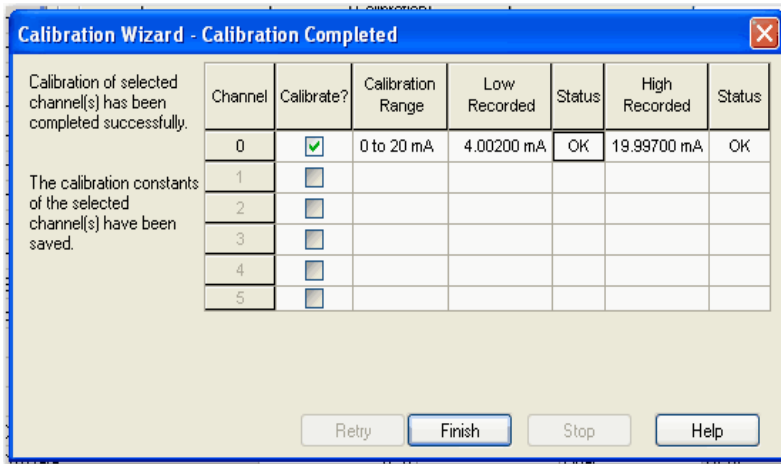 Calibration Wizard - Calibration Completed
Calibration of selected
channel(s) has been
completed successfully.
The calibration constants
of the selected
channel(s) have been
saved.
Channel Calibrate? Calibration Range Low Recorded Status High Recorded Status
0 0 to 20 mA 4.00200 mA OK 19.99700 mA OK
1
2
3
4
5
Retry Finish Stop Help